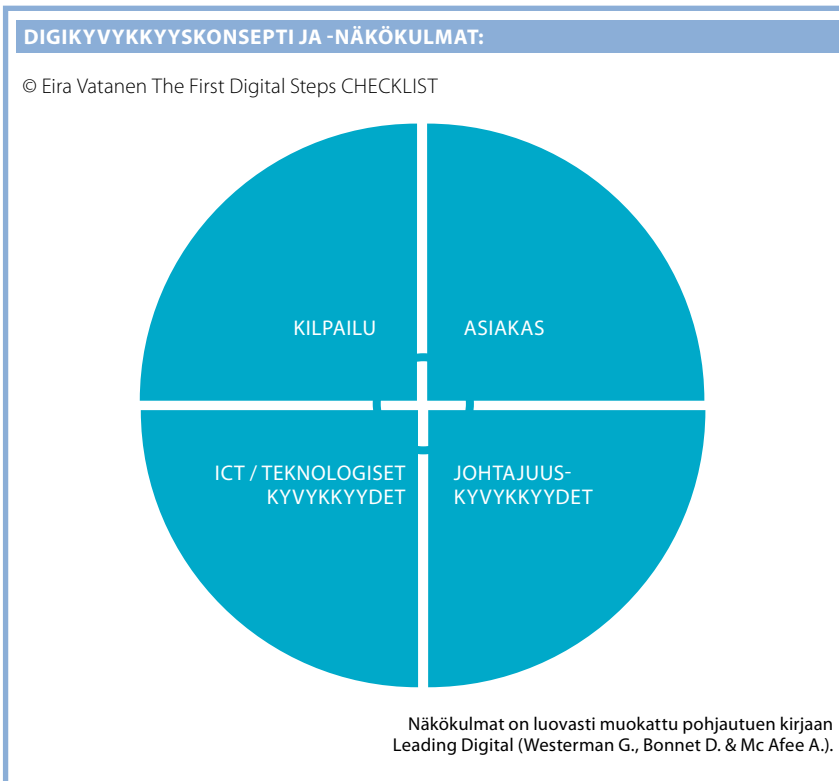 DIGIKYVYKKYYSKONSEPTI JA -NÄKÖKULMAT:
© Eira Vatanen The First Digital Steps CHECKLIST
KILPAILU
ASIAKAS
ICT / TEKNOLOGISET
KYVYKKYYDET
JOHTAJUUS-
KYVYKKYYDET
Näkökulmat on luovasti muokattu pohjautuen kirjaan
Leading Digital (Westerman G., Bonnet D. & Mc Afee A.).